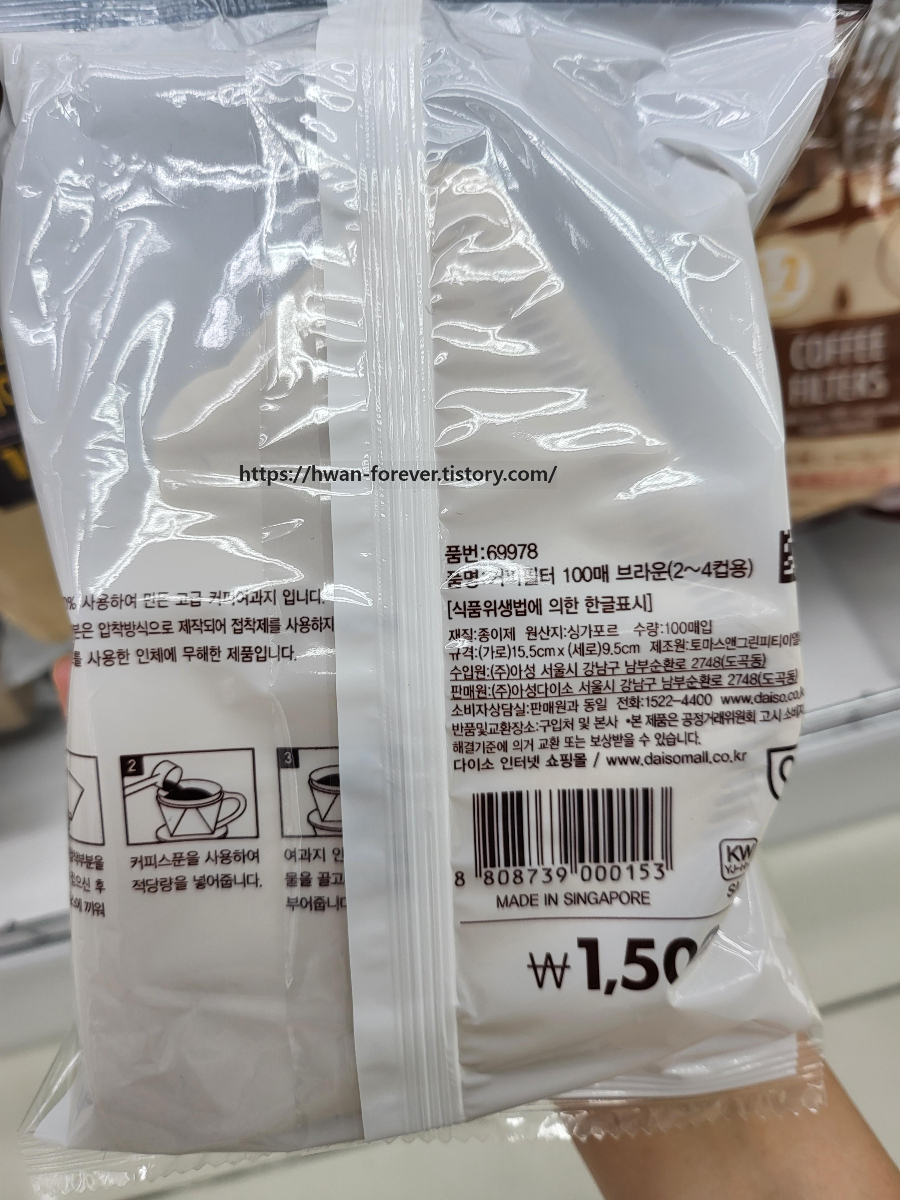 https://hwan-forever.tistory.com/
COFFEE
FILTERS
품번:69978
품명:커피필터 100매 브라운(2~4컵용)
[식품위생법에 의한 한글표시]
재질:종이제 원산지:싱가포르 수량:100매입
규격:(가로)15.5cm x (세로)9.5cm 제조원:토마스앤그린피티이엘
수입원:(주)아성 서울시 강남구 남부순환로 2748(도곡동)
판매원:(주)아성다이소 서울시 강남구 남부순환로 2748(도곡동)
소비자상담실:판매원과 동일 전화:1522-4400 www.daiso.co.k
반품및교환장소:구입처 및 본사 •본 제품은 공정거래위원회 고시 소비자
해결기준에 의거 교환 또는 보상받을 수 있습니다.
다이소 인터넷 쇼핑몰 / www.daisomall.co.kr
% 사용하여 만든 고급 커피여과지 입니다.
분은 압착방식으로 제작되어 접착제를 사용하지
를 사용한 인체에 무해한 제품입니다.
2
커피스푼을 사용하여
적당량을 넣어줍니다.
3
여과지 안
물을 끓고
부어줍니다
8 808739 000153
MADE IN SINGAPORE
KW
₩1,50